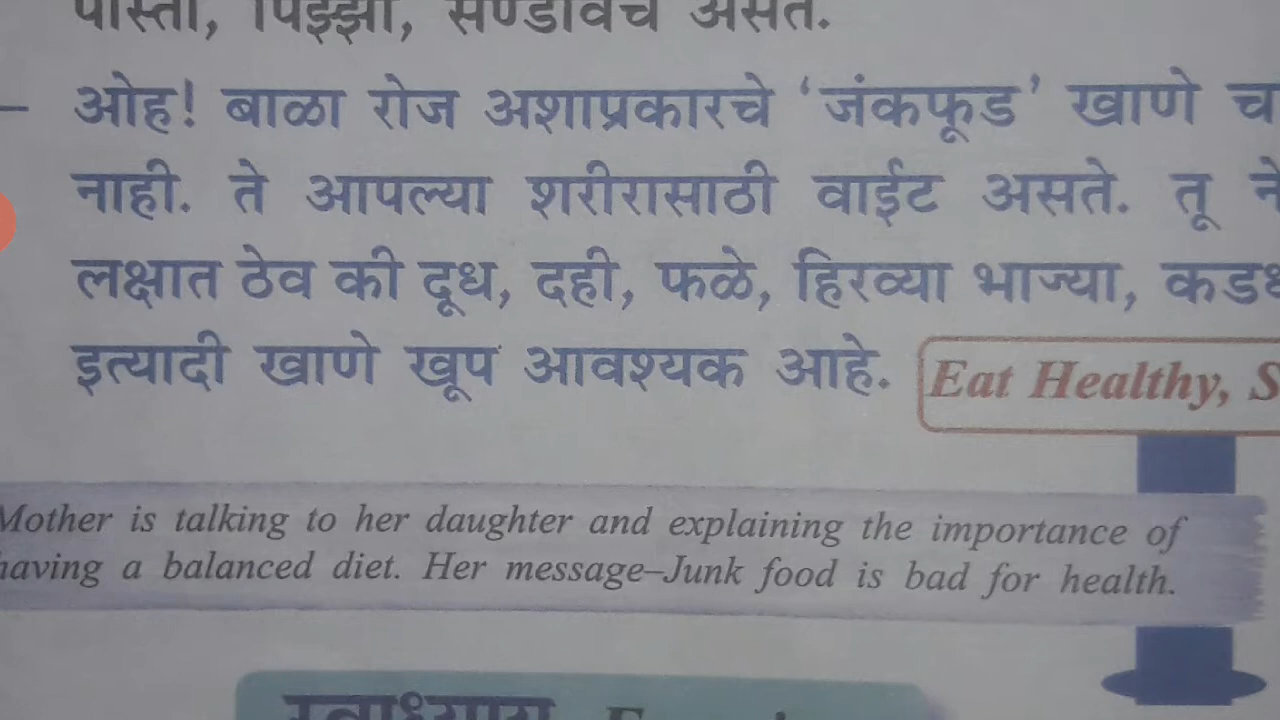 पास्ता, पिझ्झा, सॅण्डविच असते.
— ओह! बाळा रोज अशाप्रकारचे ‘जंकफूड’ खाणे
नाही. ते आपल्या शरीरासाठी वाईट असते. तू
लक्षात ठेव की दूध, दही, फळे, हिरव्या भाज्या,
इत्यादी खाणे खूप आवश्यक आहे. Eat Healthy,
Mother is talking to her daughter and explaining the importance of
having a balanced diet. Her message–Junk food is bad for health.
स्वाध्याय